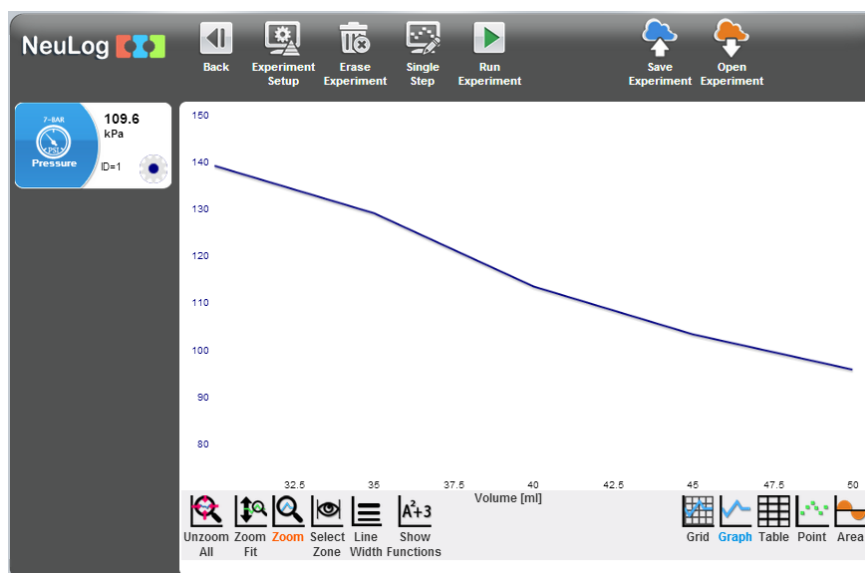 NeuLog
Back
Experiment
Setup
Erase
Experiment
Single
Step
Run
Experiment
Save
Experiment
Open
Experiment
7-BAR
PSI
Pressure
109.6
kPa
ID=1
150
140
130
120
110
100
90
80
32.5 35 37.5 40 42.5 45 47.5 50
Volume [ml]
A²+3
Unzoom
All
Zoom
Fit
Zoom
Select
Zone
Line
Width
Show
Functions
Grid
Graph
Table
Point
Area